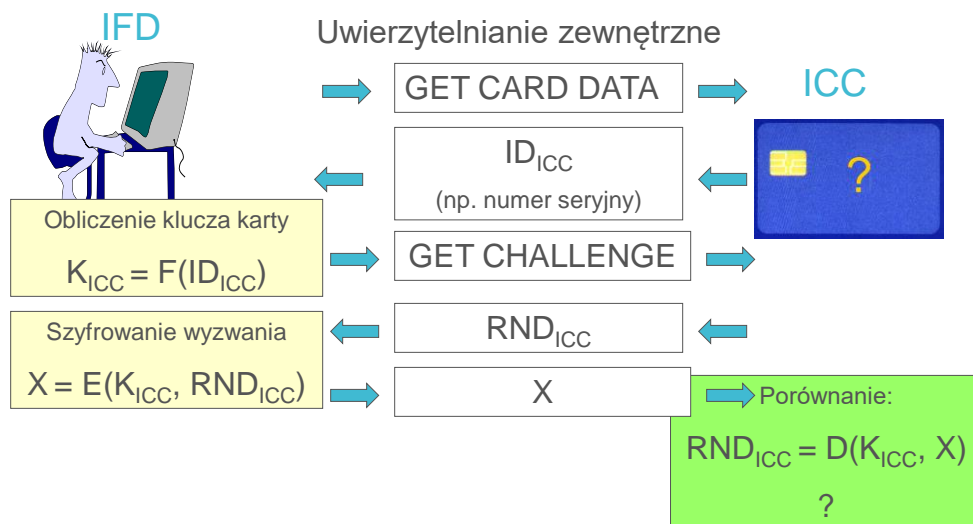 IFD
Uwierzytelnianie zewnętrzne
GET CARD DATA
ICC
ID_ICC
(np. numer seryjny)
?
Obliczenie klucza karty
K_ICC = F(ID_ICC)
GET CHALLENGE
RND_ICC
Szyfrowanie wyzwania
X = E(K_ICC, RND_ICC)
X
Porównanie:
RND_ICC = D(K_ICC, X)
?